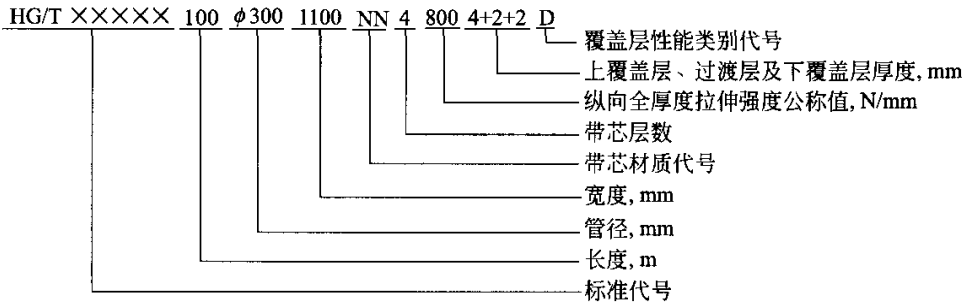 HG/T ××××× 100 φ300 1100 NN 4 800 4+2+2 D
覆盖层性能类别代号
上覆盖层、过渡层及下覆盖层厚度, mm
纵向全厚度拉伸强度公称值, N/mm
带芯层数
带芯材质代号
宽度, mm
管径, mm
长度, m
标准代号